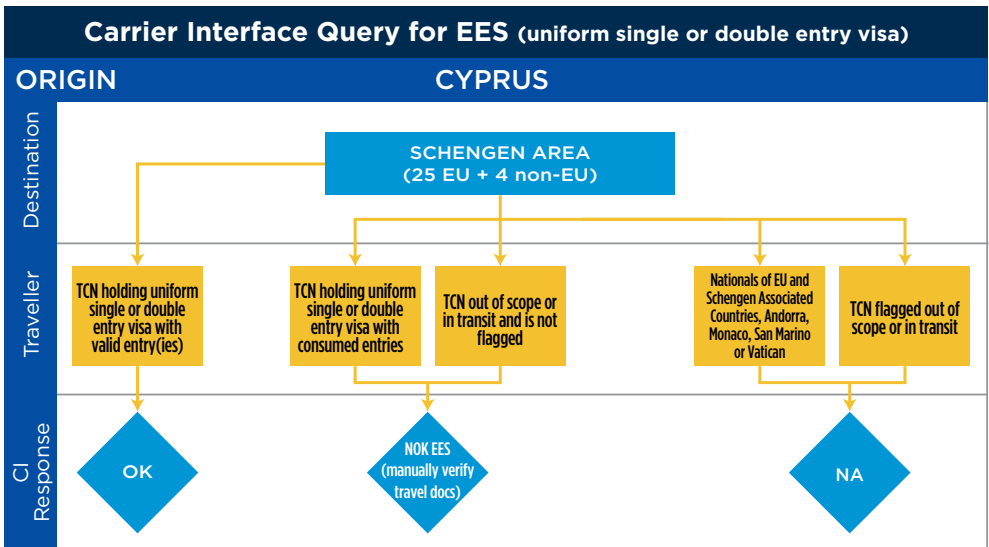 Carrier Interface Query for EES (uniform single or double entry visa)
ORIGIN
CYPRUS
Destination
SCHENGEN AREA
(25 EU + 4 non-EU)
Traveller
TCN holding uniform
single or double
entry visa with
valid entry(ies)
TCN holding uniform
single or double
entry visa with
consumed entries
TCN out of scope or
in transit and is not
flagged
Nationals of EU and
Schengen Associated
Countries, Andorra,
Monaco, San Marino
or Vatican
TCN flagged out of
scope or in transit
CI
Response
OK
NOK EES
(manually verify
travel docs)
NA